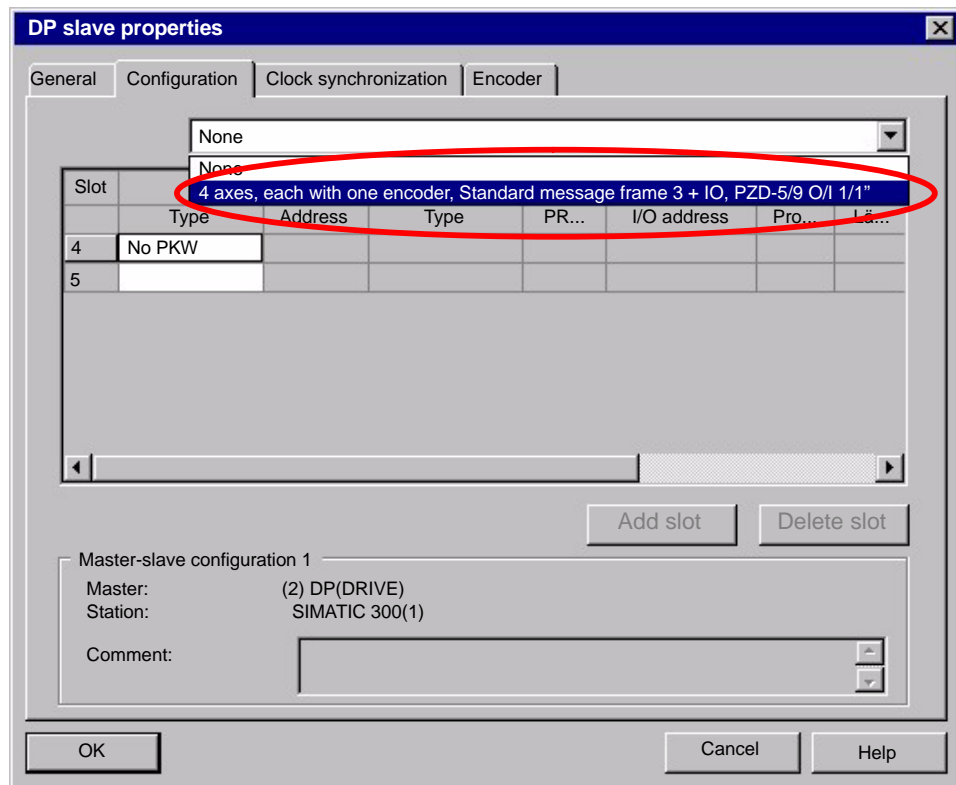 DP slave properties
General Configuration Clock synchronization Encoder
None
None
4 axes, each with one encoder, Standard message frame 3 + IO, PZD-5/9 O/I 1/1”
Slot
Type Address Type PR... I/O address Pro... Lä...
4 No PKW
5
Add slot Delete slot
Master-slave configuration 1
Master: (2) DP(DRIVE)
Station: SIMATIC 300(1)
Comment:
OK Cancel Help